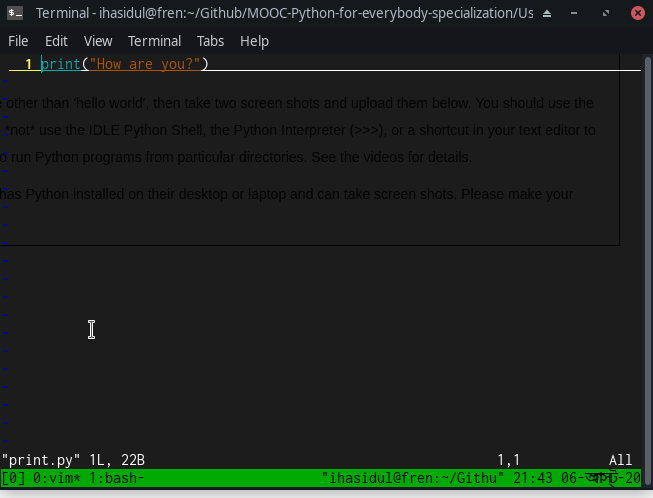 Terminal - ihasidul@fren:~/Github/MOOC-Python-for-everybody-specialization/Us
File Edit View Terminal Tabs Help
1 print("How are you?")
other than 'hello world', then take two screen shots and upload them below. You should use the
*not* use the IDLE Python Shell, the Python Interpreter (>>>), or a shortcut in your text editor to
run Python programs from particular directories. See the videos for details.
has Python installed on their desktop or laptop and can take screen shots. Please make your
"print.py" 1L, 22B 1,1 All
[0] 0:vim* 1:bash- "ihasidul@fren:~/Githu" 21:43 06- -20